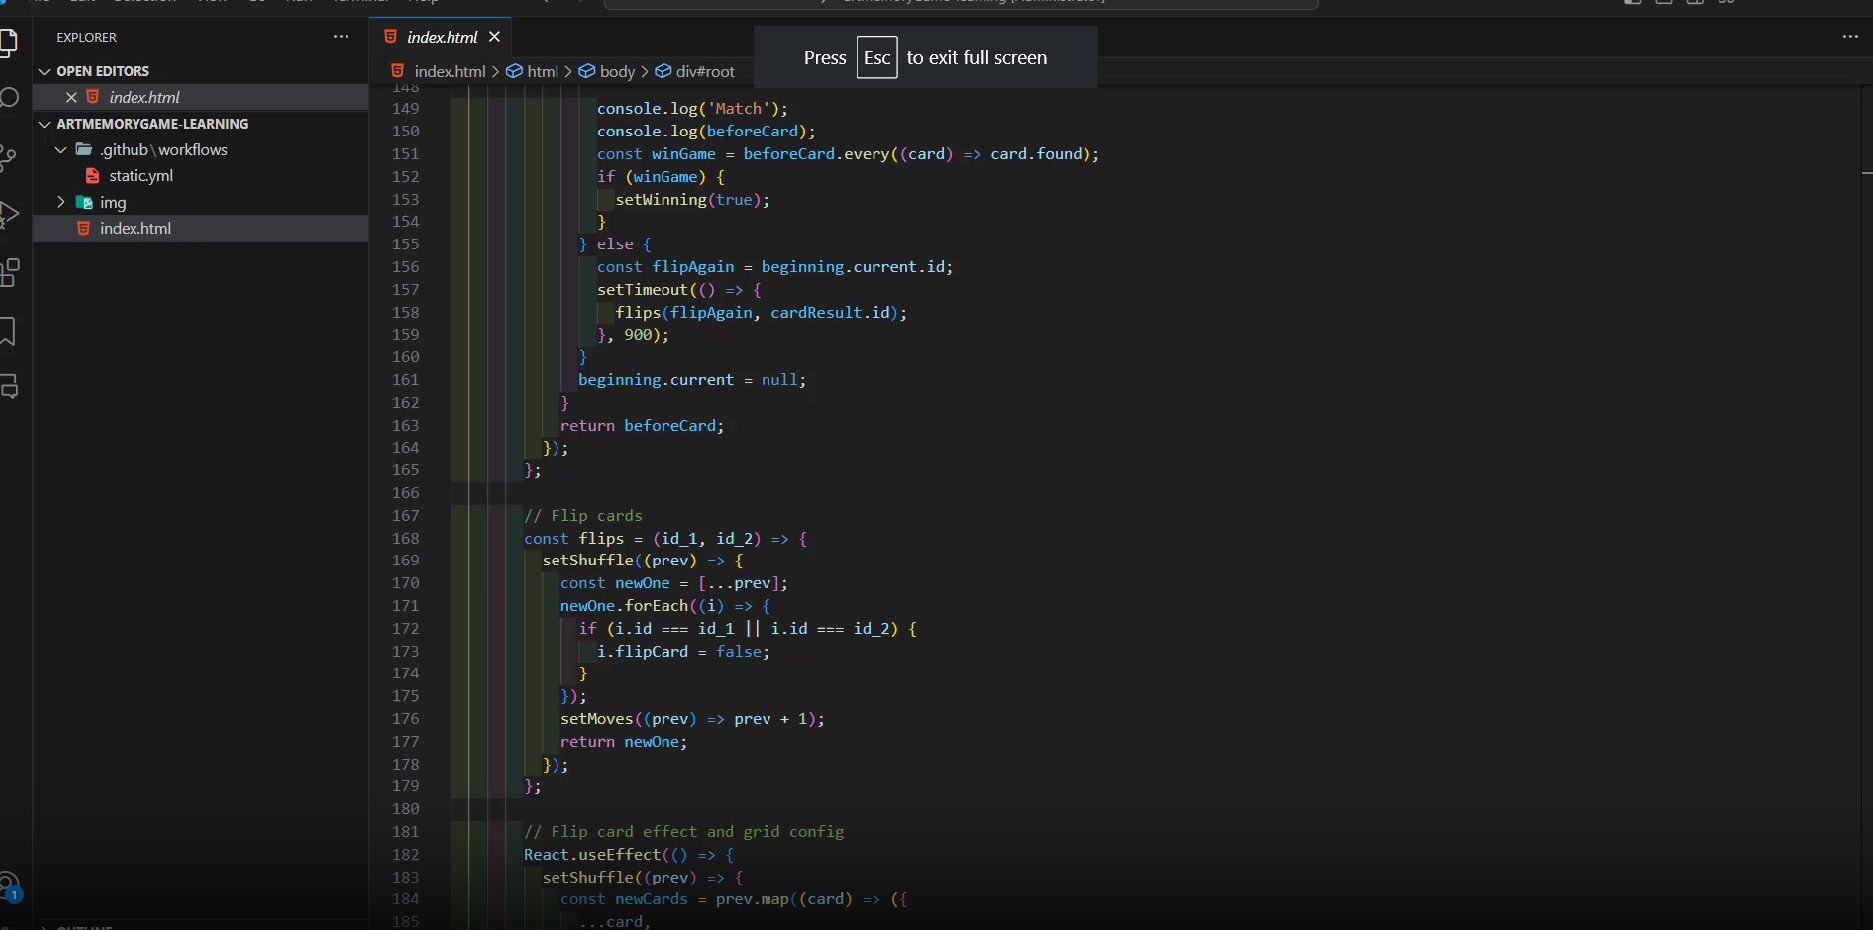 EXPLORER
OPEN EDITORS
index.html
ARTMEMORYGAME-LEARNING
.github\workflows
static.yml
img
index.html
1
index.html
Press Esc to exit full screen
index.html > html > body > div#root
148
149 console.log('Match');
150 console.log(beforeCard);
151 const winGame = beforeCard.every((card) => card.found);
152 if (winGame) {
153 setWinning(true);
154 }
155 } else {
156 const flipAgain = beginning.current.id;
157 setTimeout(() => {
158 flips(flipAgain, cardResult.id);
159 }, 900);
160 }
161 beginning.current = null;
162 }
163 return beforeCard;
164 });
165 };
166
167 // Flip cards
168 const flips = (id_1, id_2) => {
169 setShuffle((prev) => {
170 const newOne = [...prev];
171 newOne.forEach((i) => {
172 if (i.id === id_1 || i.id === id_2) {
173 i.flipCard = false;
174 }
175 });
176 setMoves((prev) => prev + 1);
177 return newOne;
178 });
179 };
180
181 // Flip card effect and grid config
182 React.useEffect(() => {
183 setShuffle((prev) => {
184 const newCards = prev.map((card) => ({
185 ...card,